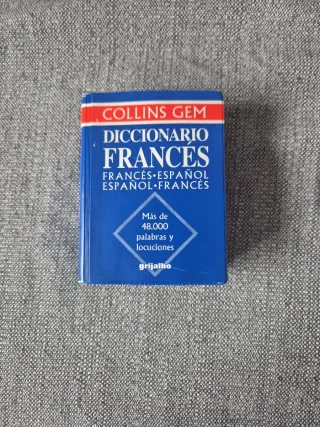 COLLINS GEM
DICCIONARIO
FRANCÉS
FRANCÉS•ESPAÑOL
ESPAÑOL•FRANCÉS
Más de
48.000
palabras y
locuciones
grijalbo